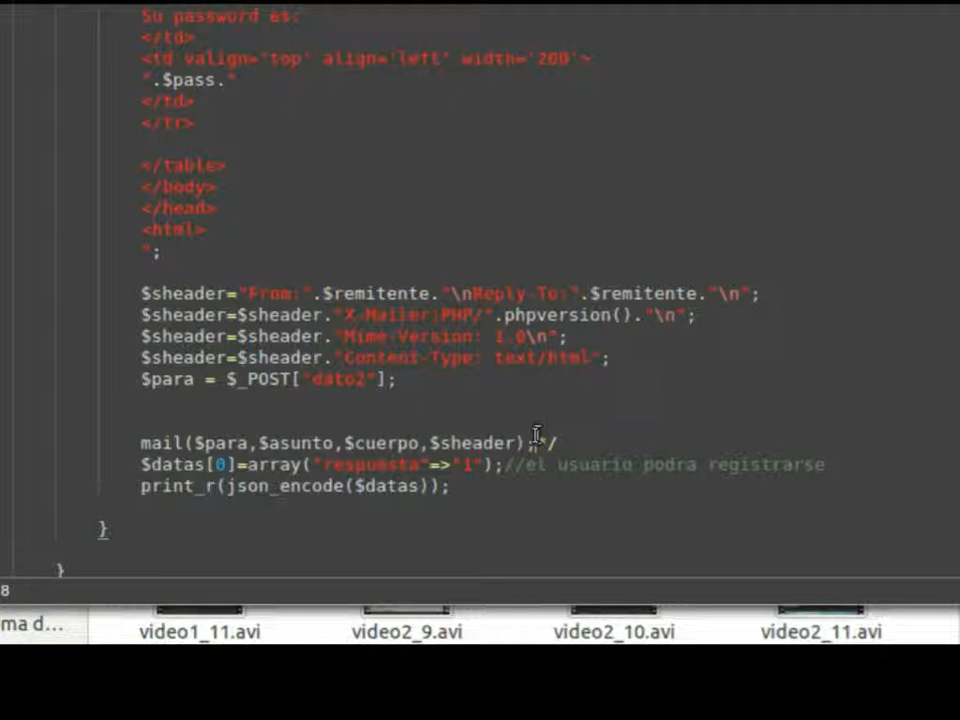 Su password es:
</td>
<td valign='top' align='left' width='200'>
".$pass."
</td>
</tr>
</table>
</body>
</head>
<html>
";
$sheader="From:".$remitente."\nReply-To:".$remitente."\n";
$sheader=$sheader."X-Mailer:PHP/".phpversion()."\n";
$sheader=$sheader."Mime-Version: 1.0\n";
$sheader=$sheader."Content-Type: text/html";
$para = $_POST["dato2"];
mail($para,$asunto,$cuerpo,$sheader);*/
$datas[0]=array("respuesta"=>"1");//el usuario podra registrarse
print_r(json_encode($datas));
}
}
8
ma d...
video1_11.avi video2_9.avi video2_10.avi video2_11.avi